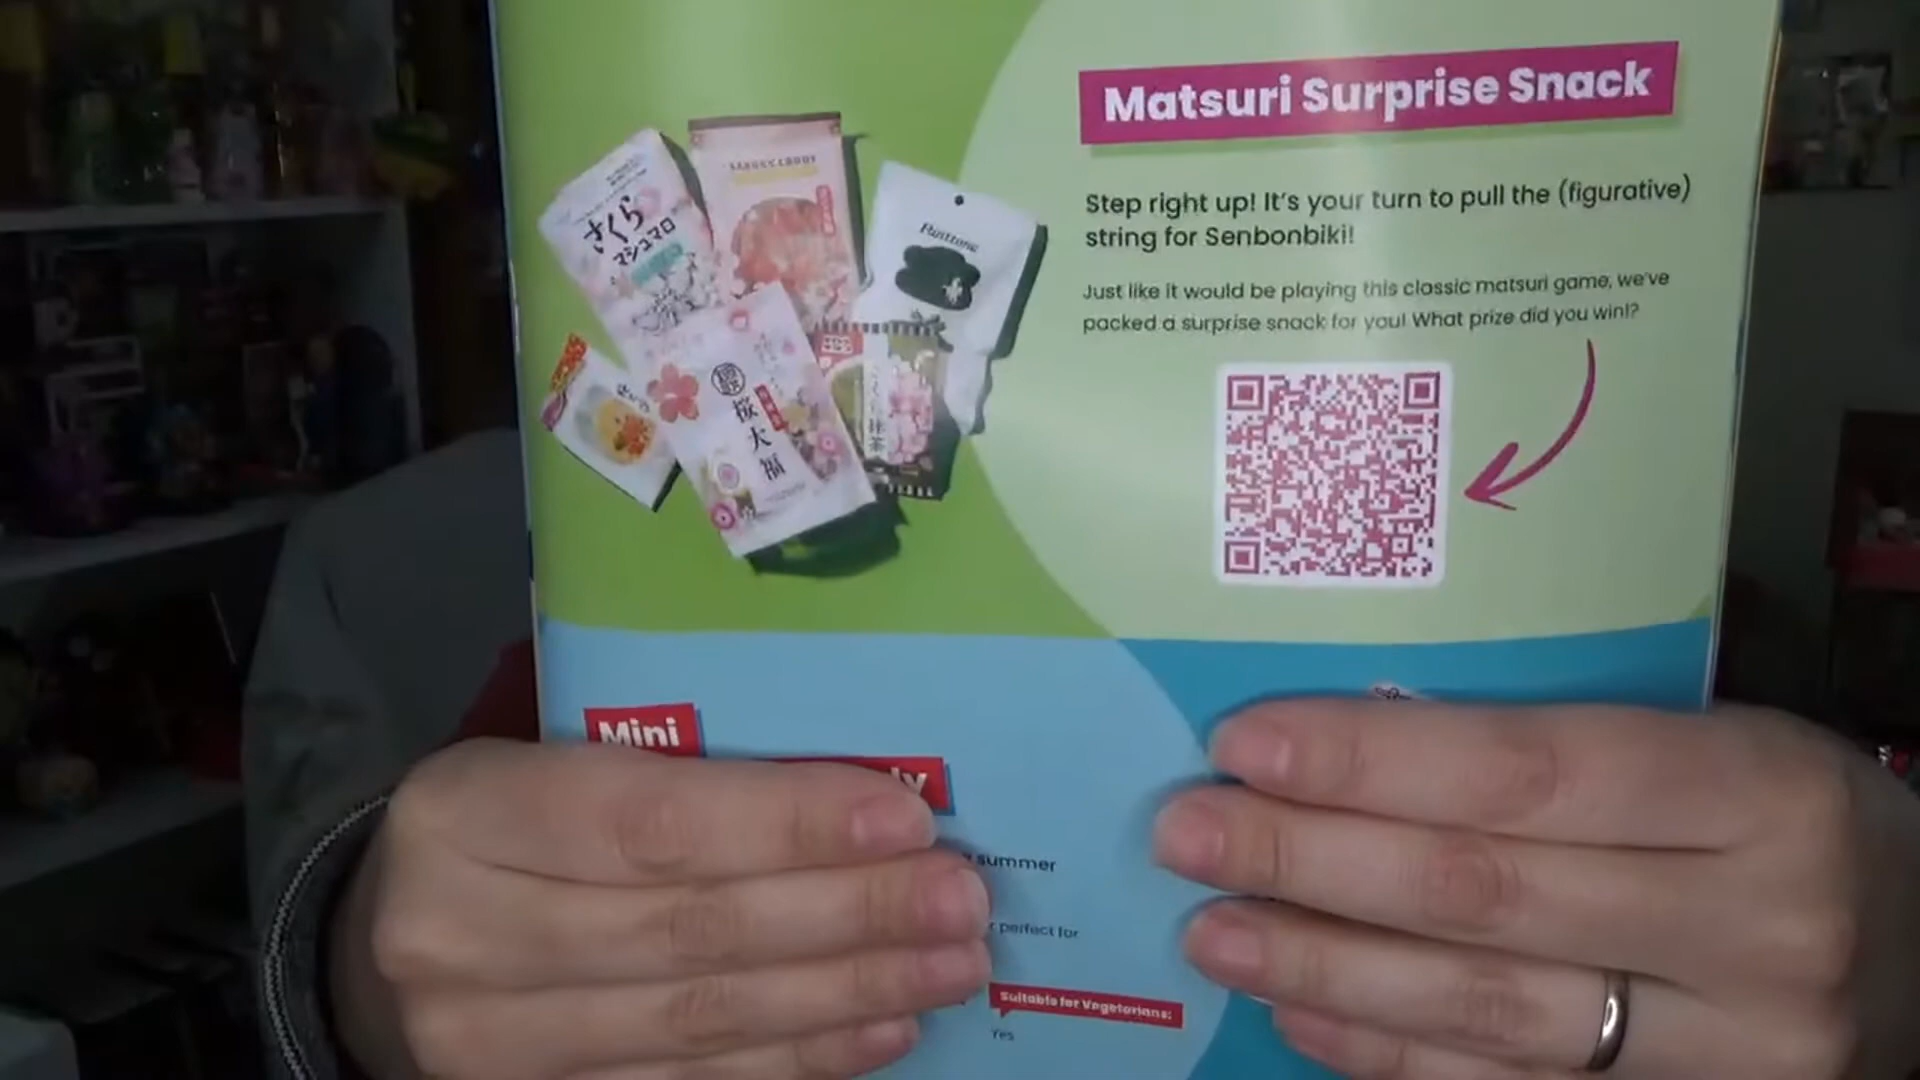 Matsuri Surprise Snack
Step right up! It's your turn to pull the (figurative)
string for Senbonbiki!
Just like it would be playing this classic matsuri game, we've
packed a surprise snack for you! What prize did you win!?
さくら
マシュマロ
桜大福
抹茶
Mini
summer
perfect for
Suitable for Vegetarians:
Yes